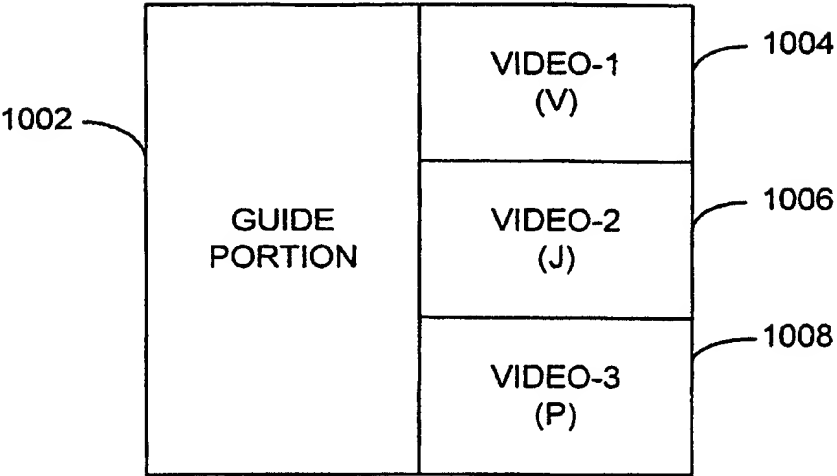 1002
GUIDE
PORTION
VIDEO-1
(V)
1004
VIDEO-2
(J)
1006
VIDEO-3
(P)
1008